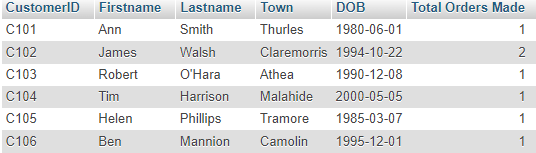 CustomerID Firstname Lastname Town DOB Total Orders Made
C101 Ann Smith Thurles 1980-06-01 1
C102 James Walsh Claremorris 1994-10-22 2
C103 Robert O'Hara Athea 1990-12-08 1
C104 Tim Harrison Malahide 2000-05-05 1
C105 Helen Phillips Tramore 1985-03-07 1
C106 Ben Mannion Camolin 1995-12-01 1